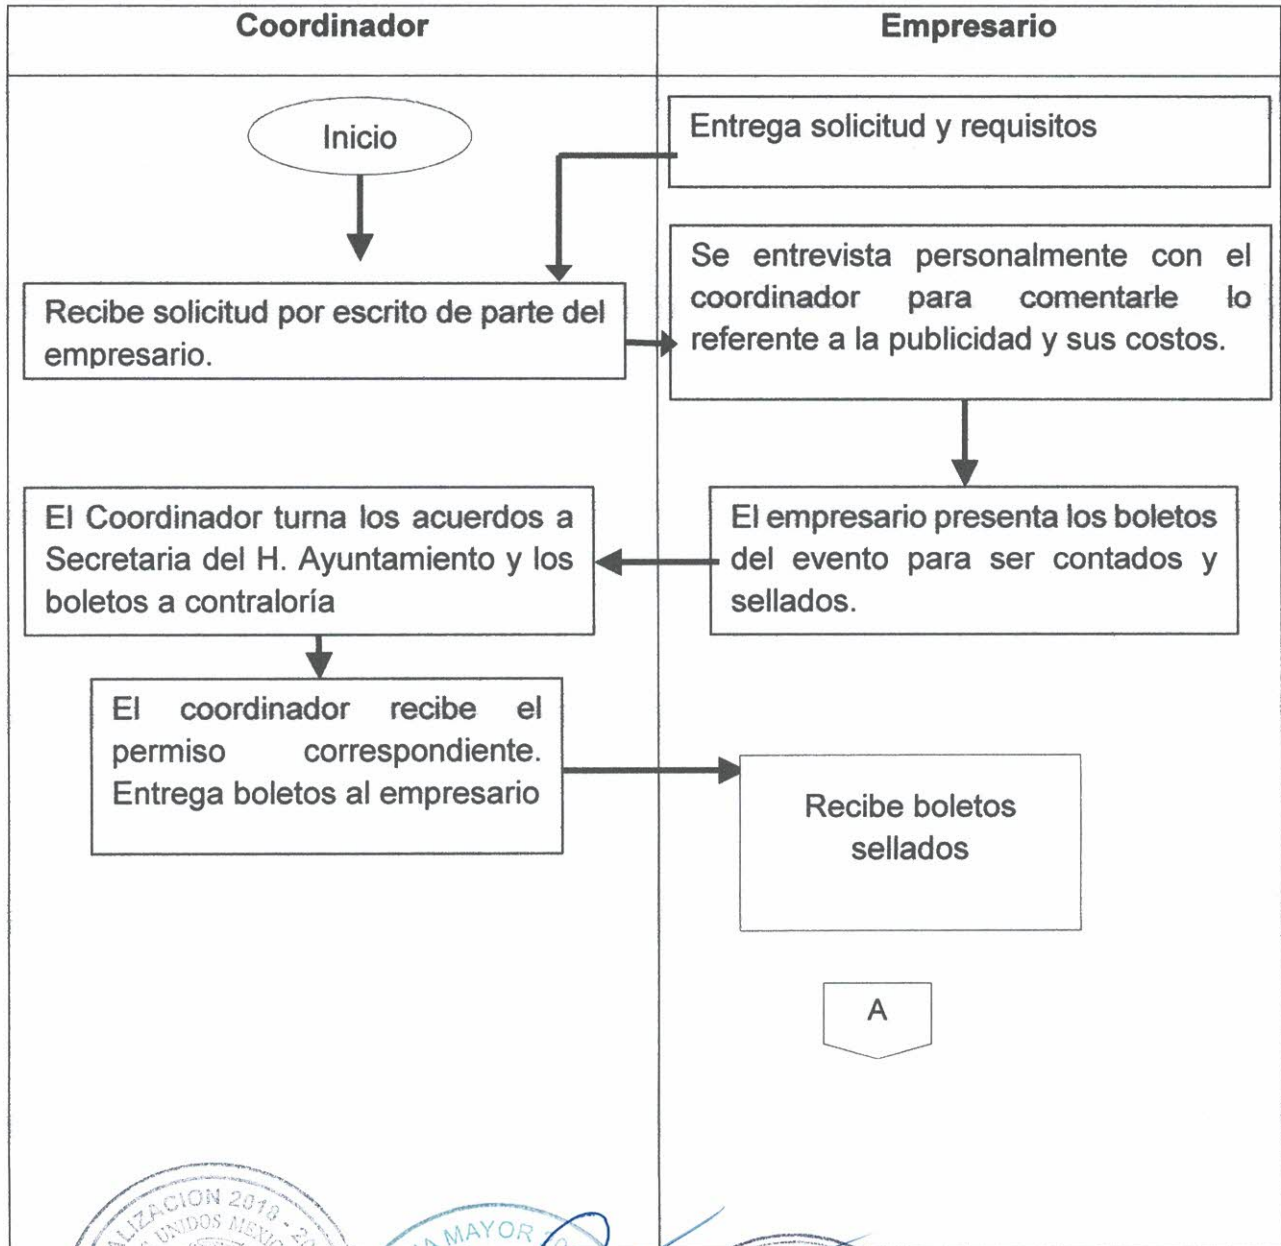 Coordinador
Empresario
Inicio
Entrega solicitud y requisitos
Recibe solicitud por escrito de parte del
empresario.
Se entrevista personalmente con el
coordinador para comentarle lo
referente a la publicidad y sus costos.
El Coordinador turna los acuerdos a
Secretaria del H. Ayuntamiento y los
boletos a contraloría
El empresario presenta los boletos
del evento para ser contados y
sellados.
El coordinador recibe el
permiso correspondiente.
Entrega boletos al empresario
Recibe boletos
sellados
A
2018 -
UNIDOS
MAYOR